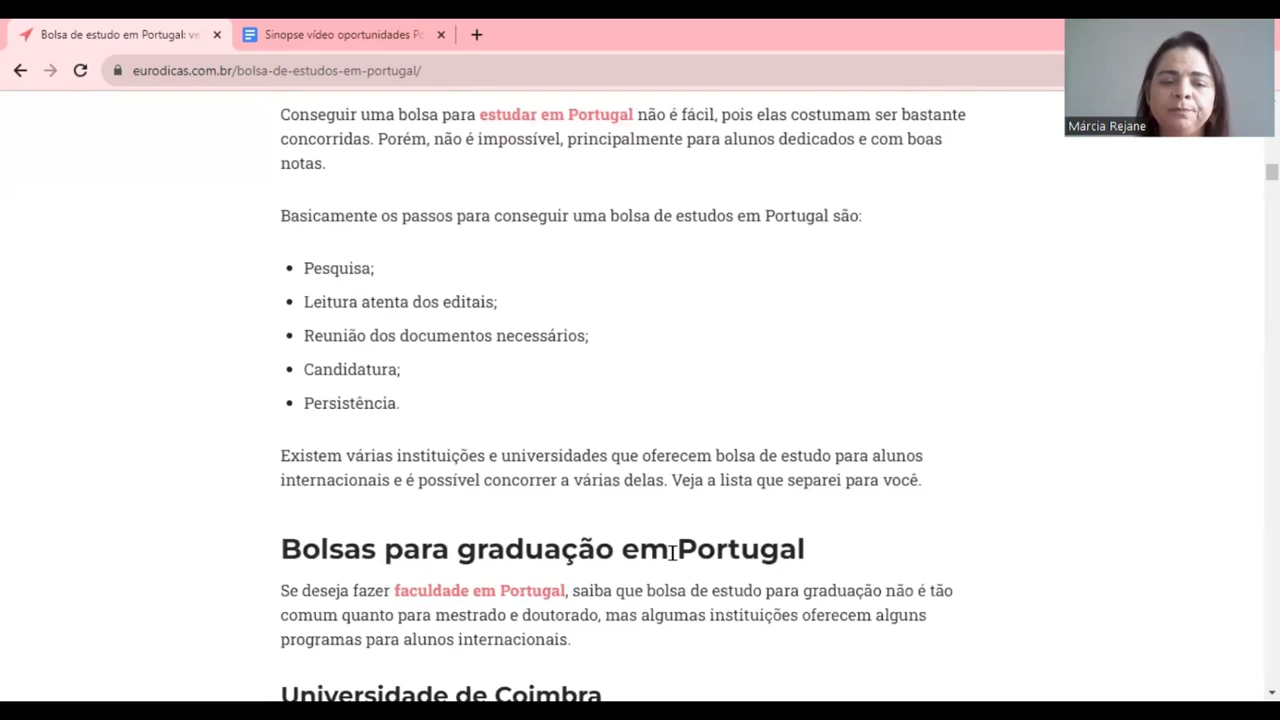 Bolsa de estudo em Portugal: ve
Sinopse vídeo oportunidades Po
eurodicas.com.br/bolsa-de-estudos-em-portugal/
Márcia Rejane
Conseguir uma bolsa para estudar em Portugal não é fácil, pois elas costumam ser bastante
concorridas. Porém, não é impossível, principalmente para alunos dedicados e com boas
notas.
Basicamente os passos para conseguir uma bolsa de estudos em Portugal são:
• Pesquisa;
• Leitura atenta dos editais;
• Reunião dos documentos necessários;
• Candidatura;
• Persistência.
Existem várias instituições e universidades que oferecem bolsa de estudo para alunos
internacionais e é possível concorrer a várias delas. Veja a lista que separei para você.
Bolsas para graduação em Portugal
Se deseja fazer faculdade em Portugal, saiba que bolsa de estudo para graduação não é tão
comum quanto para mestrado e doutorado, mas algumas instituições oferecem alguns
programas para alunos internacionais.
Universidade de Coimbra